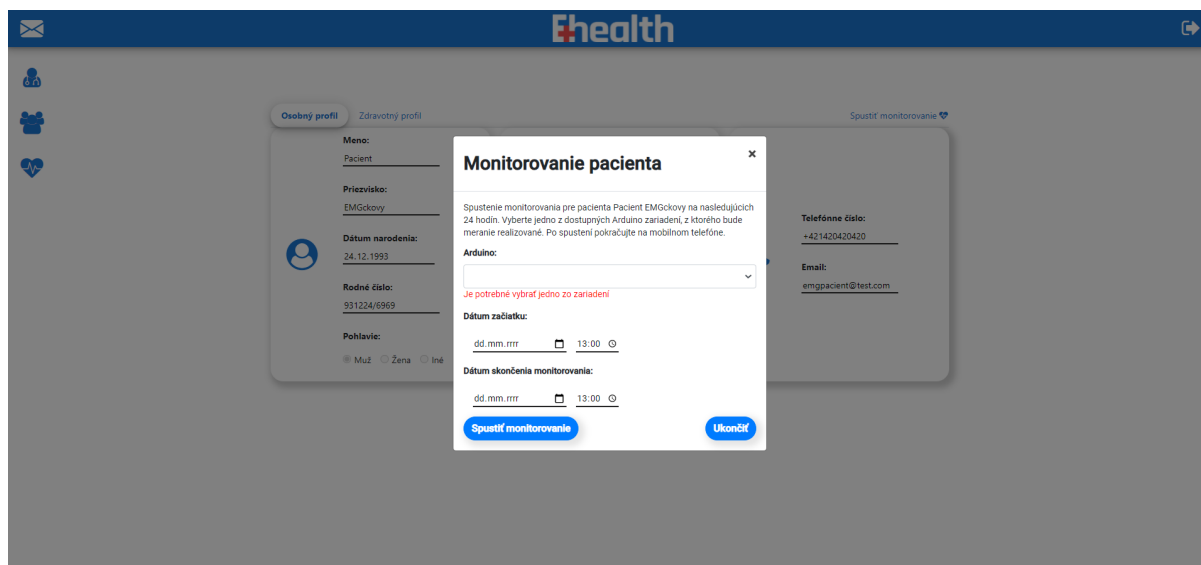 Ehealth
Osobný profil
Zdravotný profil
Spustiť monitorovanie
Meno:
Pacient
Priezvisko:
EMGckovy
Dátum narodenia:
24.12.1993
Rodné číslo:
931224/6969
Pohlavie:
Muž Žena Iné
Monitorovanie pacienta
×
Spustenie monitorovania pre pacienta Pacient EMGckovy na nasledujúcich
24 hodín. Vyberte jedno z dostupných Arduino zariadení, z ktorého bude
meranie realizované. Po spustení pokračujte na mobilnom telefóne.
Arduino:
Je potrebné vybrať jedno zo zariadení
Dátum začiatku:
dd.mm.rrrr 13:00
Dátum skončenia monitorovania:
dd.mm.rrrr 13:00
Spustiť monitorovanie
Ukončiť
Telefónne číslo:
+421420420420
Email:
emgpacient@test.com